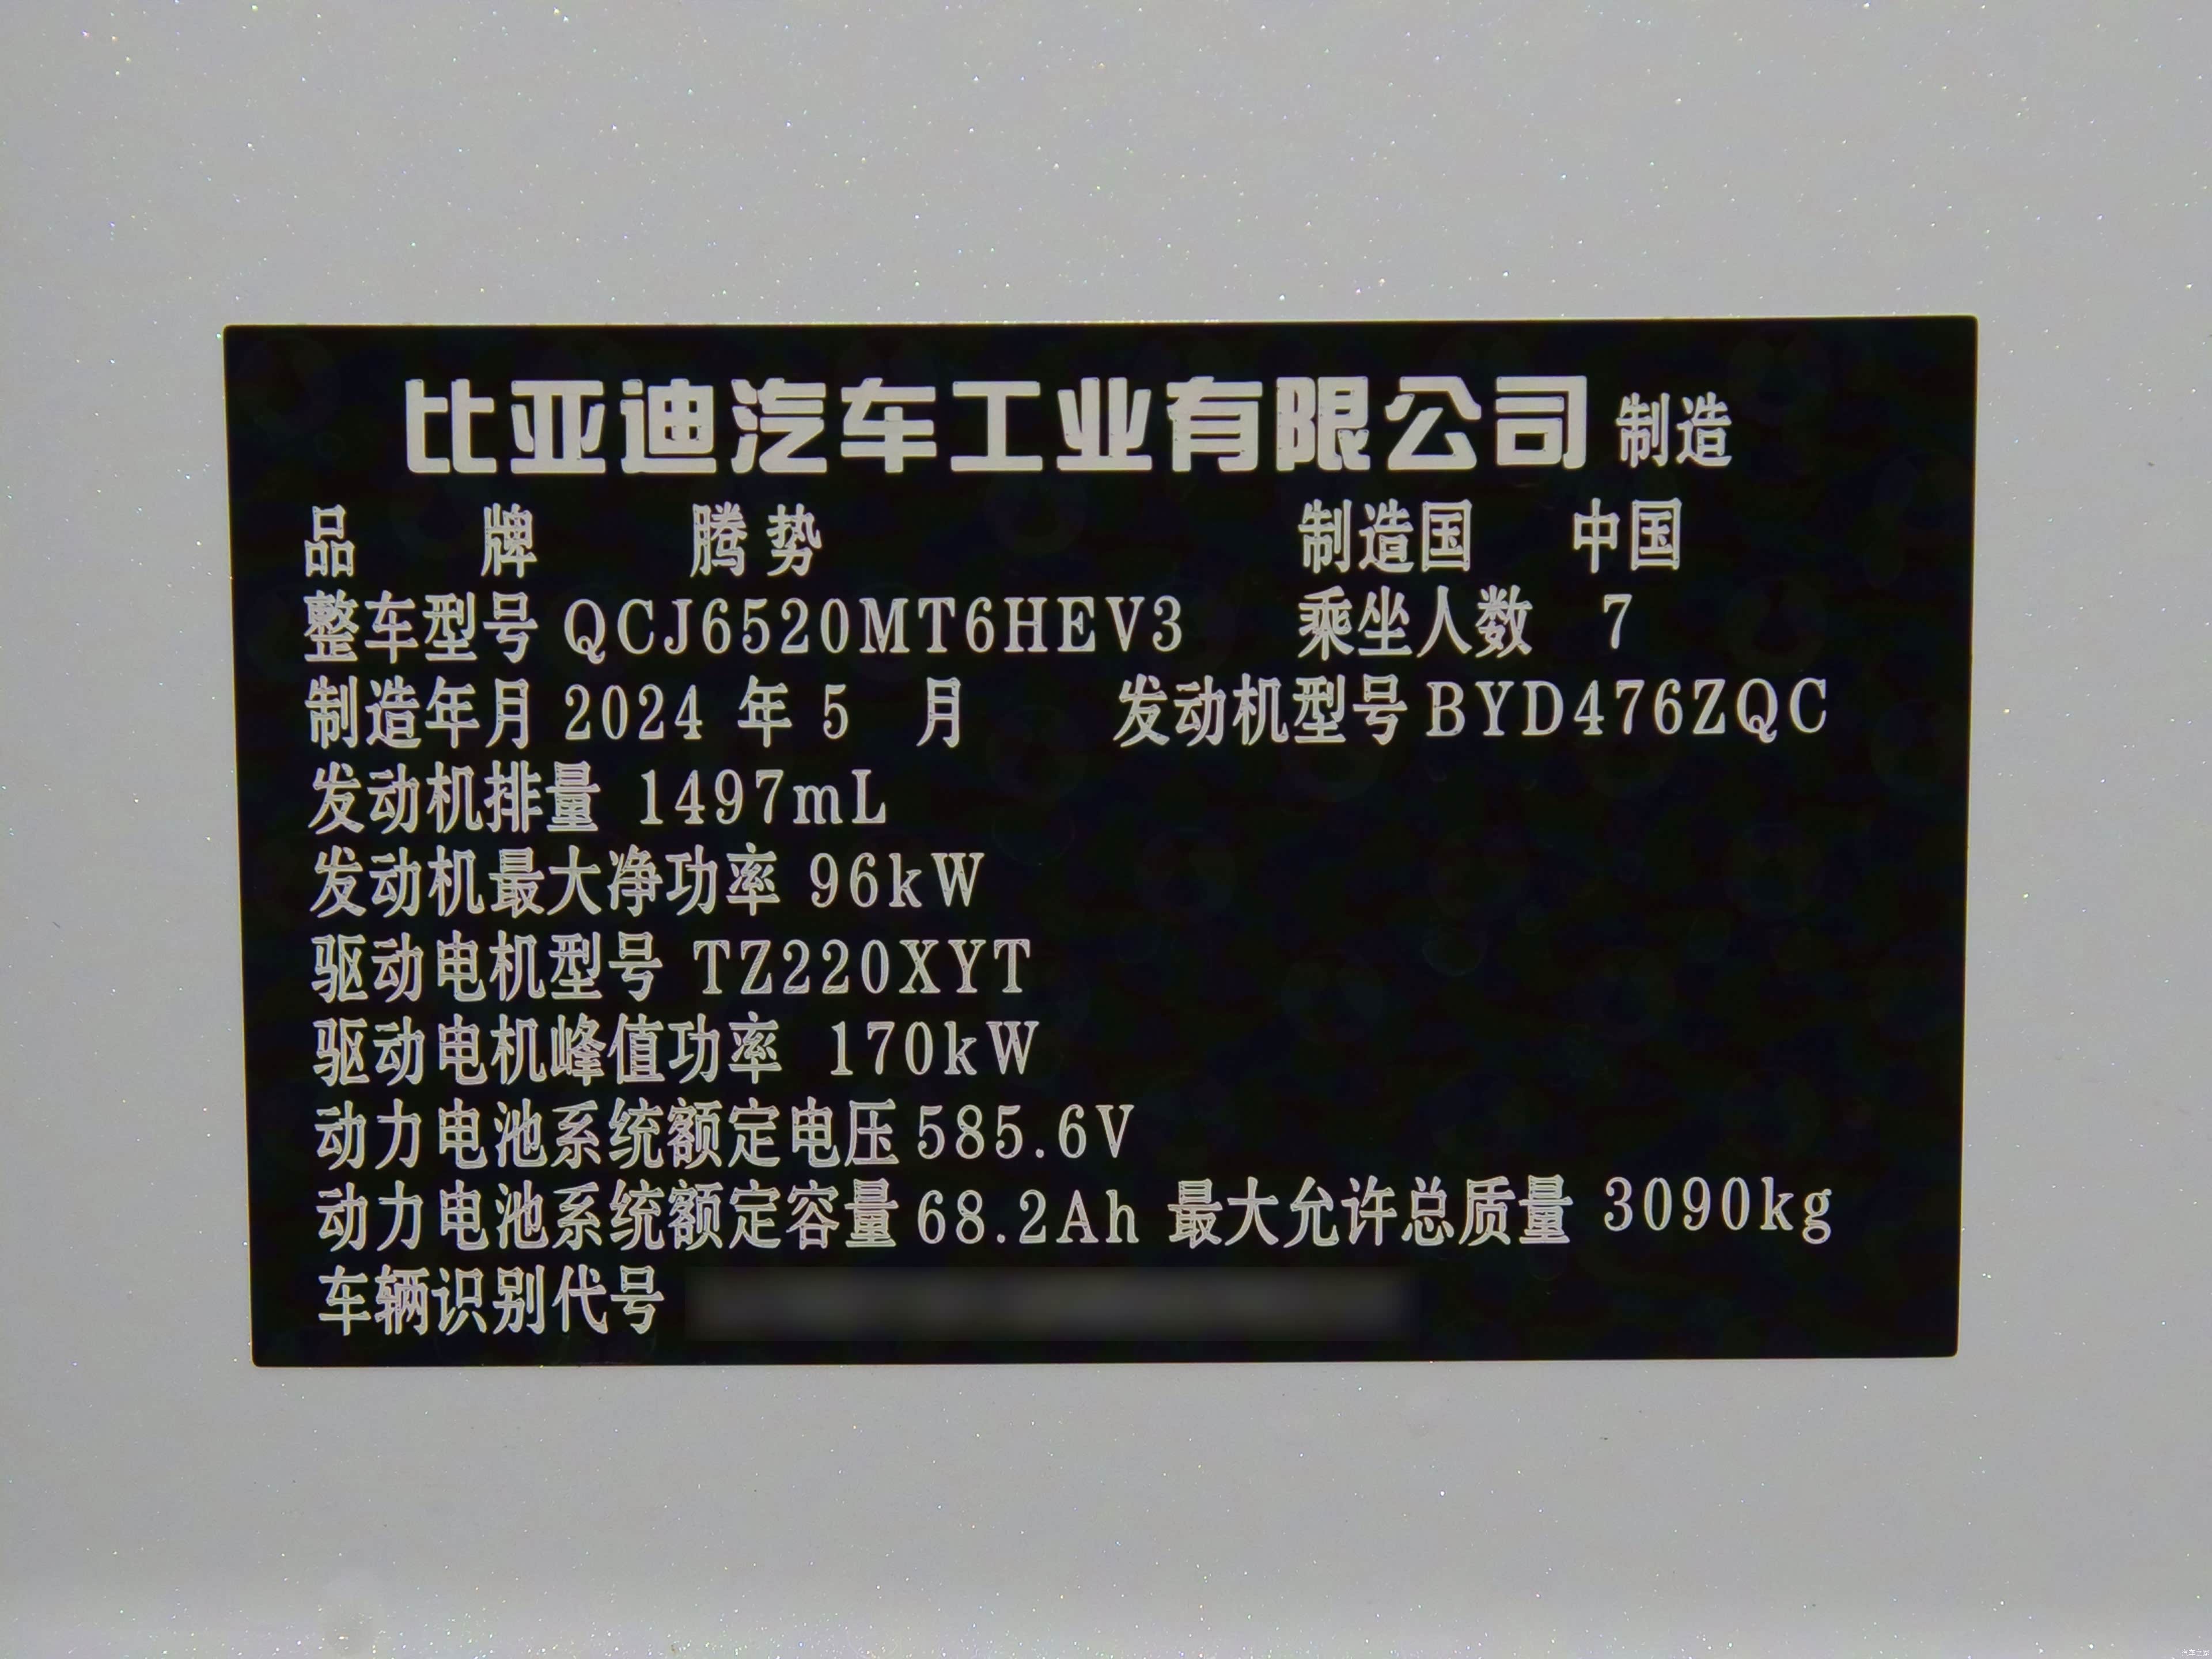 比亚迪汽车工业有限公司 制造
品 牌 腾势 制造国 中国
整车型号 QCJ6520MT6HEV3 乘坐人数 7
制造年月 2024 年 5 月 发动机型号 BYD476ZQC
发动机排量 1497mL
发动机最大净功率 96kW
驱动电机型号 TZ220XYT
驱动电机峰值功率 170kW
动力电池系统额定电压 585.6V
动力电池系统额定容量 68.2Ah 最大允许总质量 3090kg
车辆识别代号
汽车之家